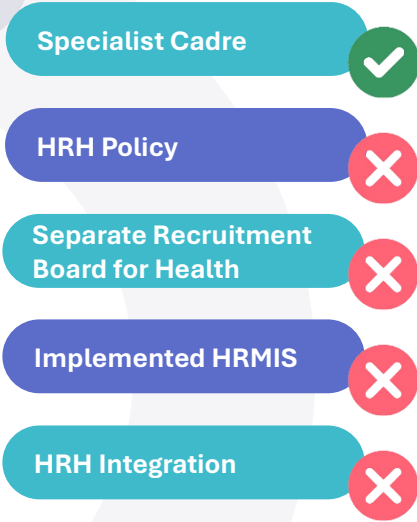 Specialist Cadre
HRH Policy
Separate Recruitment
Board for Health
Implemented HRMIS
HRH Integration